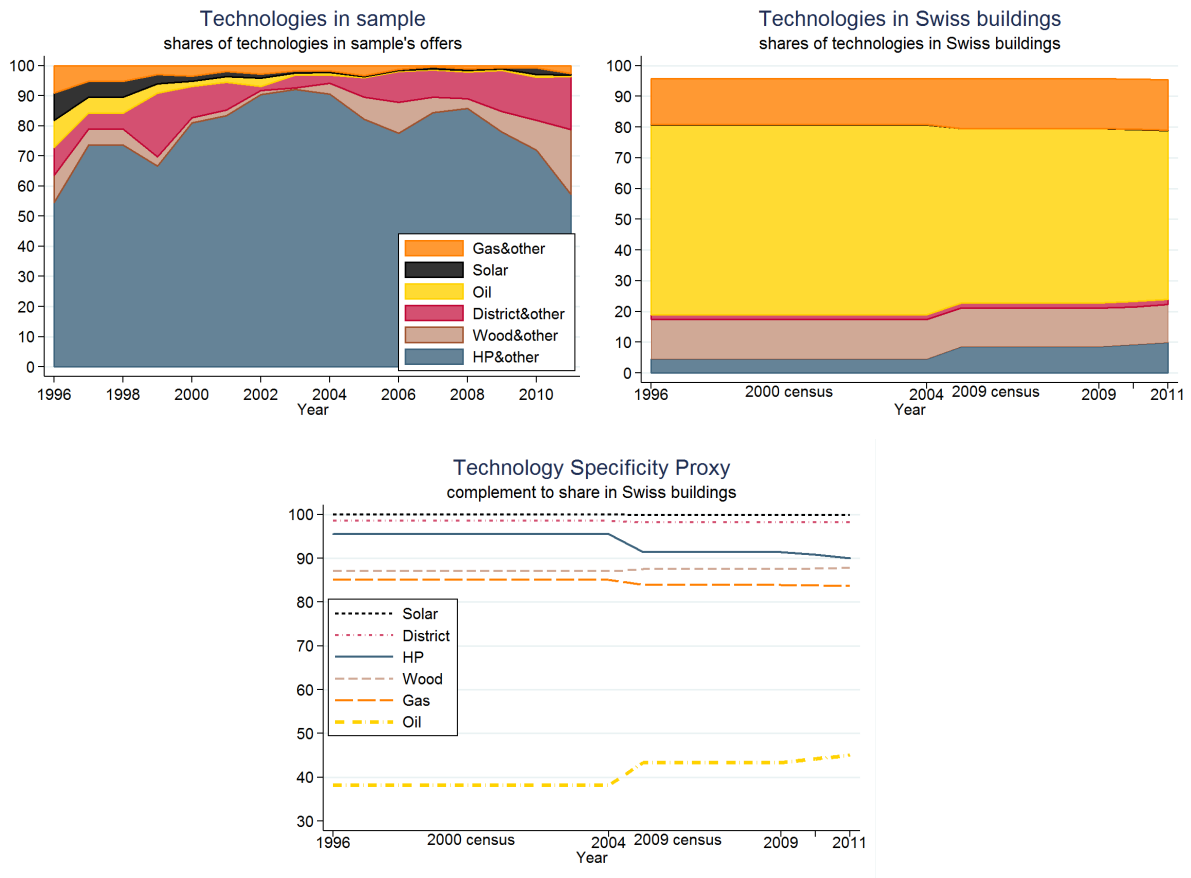 Technologies in sample
shares of technologies in sample's offers
100
90
80
70
60
50
40
30
20
10
0
Gas&other
Solar
Oil
District&other
Wood&other
HP&other
1996
1998
2000
2002
2004
2006
2008
2010
Year
Technologies in Swiss buildings
shares of technologies in Swiss buildings
100
90
80
70
60
50
40
30
20
10
0
1996
2000 census
2004
2009 census
2009
2011
Year
Technology Specificity Proxy
complement to share in Swiss buildings
100
90
80
70
60
50
40
30
Solar
District
HP
Wood
Gas
Oil
1996
2000 census
2004
2009 census
2009
2011
Year